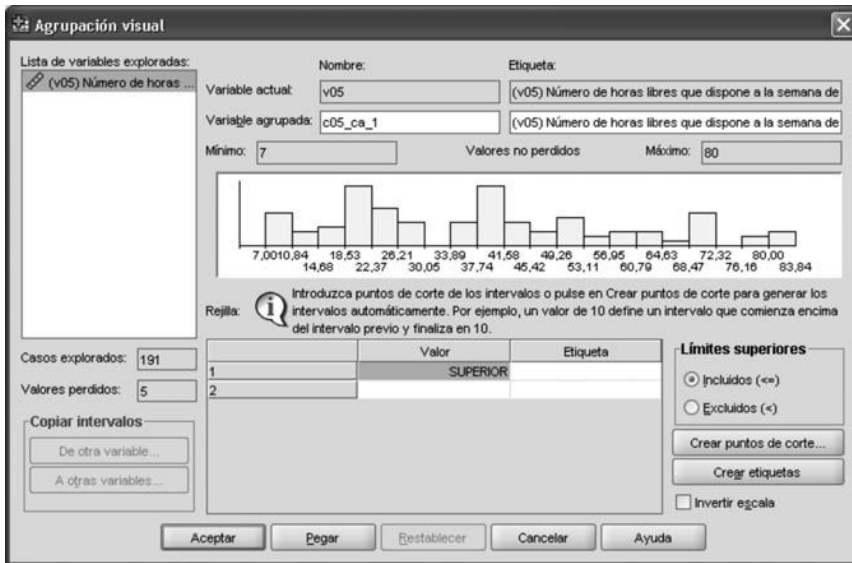 Agrupación visual
Lista de variables exploradas:
(v05) Número de horas ...
Nombre:
Etiqueta:
Variable actual:
v05
(v05) Número de horas libres que dispone a la semana de
Variable agrupada:
c05_ca_1
(v05) Número de horas libres que dispone a la semana de
Mínimo:
7
Valores no perdidos
Máximo:
80
7,00 10,84 18,53 26,21 33,89 41,58 49,26 56,95 64,63 72,32 80,00
14,68 22,37 30,05 37,74 45,42 53,11 60,79 68,47 76,16 83,84
Rejilla:
Introduzca puntos de corte de los intervalos o pulse en Crear puntos de corte para generar los
intervalos automáticamente. Por ejemplo, un valor de 10 define un intervalo que comienza encima
del intervalo previo y finaliza en 10.
Casos explorados:
191
Valores perdidos:
5
Copiar intervalos
De otra variable...
A otras variables...
Valor
Etiqueta
1
SUPERIOR
2
Límites superiores
Incluidos (<=)
Excluidos (<)
Crear puntos de corte...
Crear etiquetas
Invertir escala
Aceptar
Pegar
Restablecer
Cancelar
Ayuda